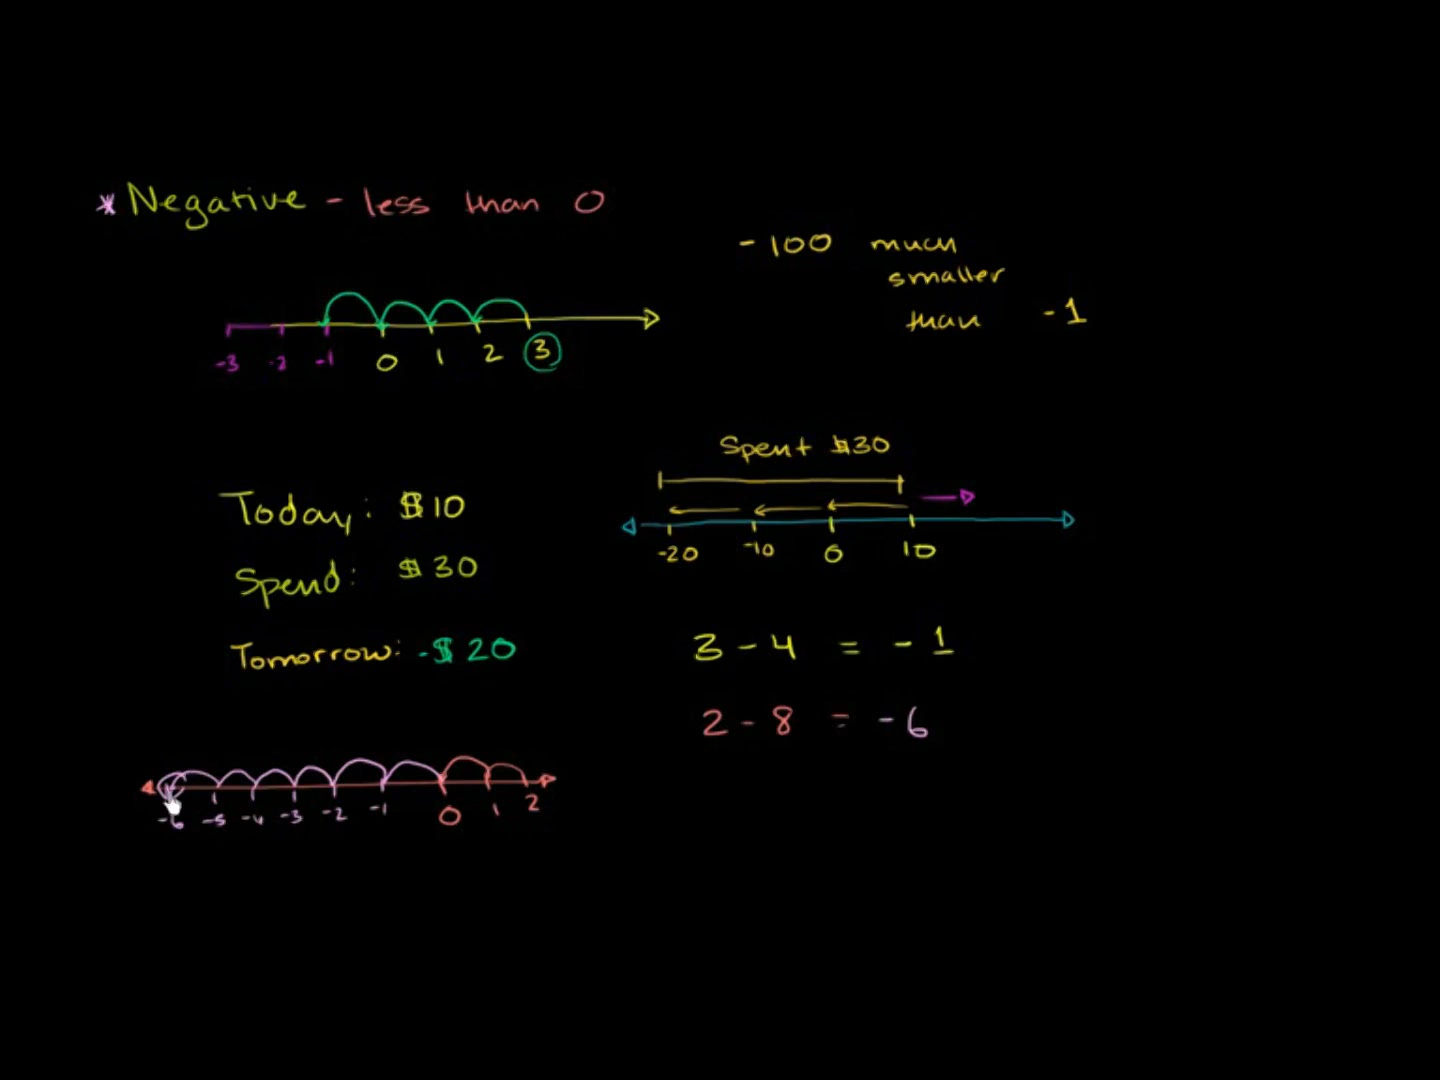 * Negative - less than 0
-100 much
smaller
than -1
-3 -2 -1 0 1 2 3
Spent $30
Today: $10
-20 -10 0 10
Spend: $30
Tomorrow: -$20
3 - 4 = -1
2 - 8 = -6
-6 -5 -4 -3 -2 -1 0 1 2